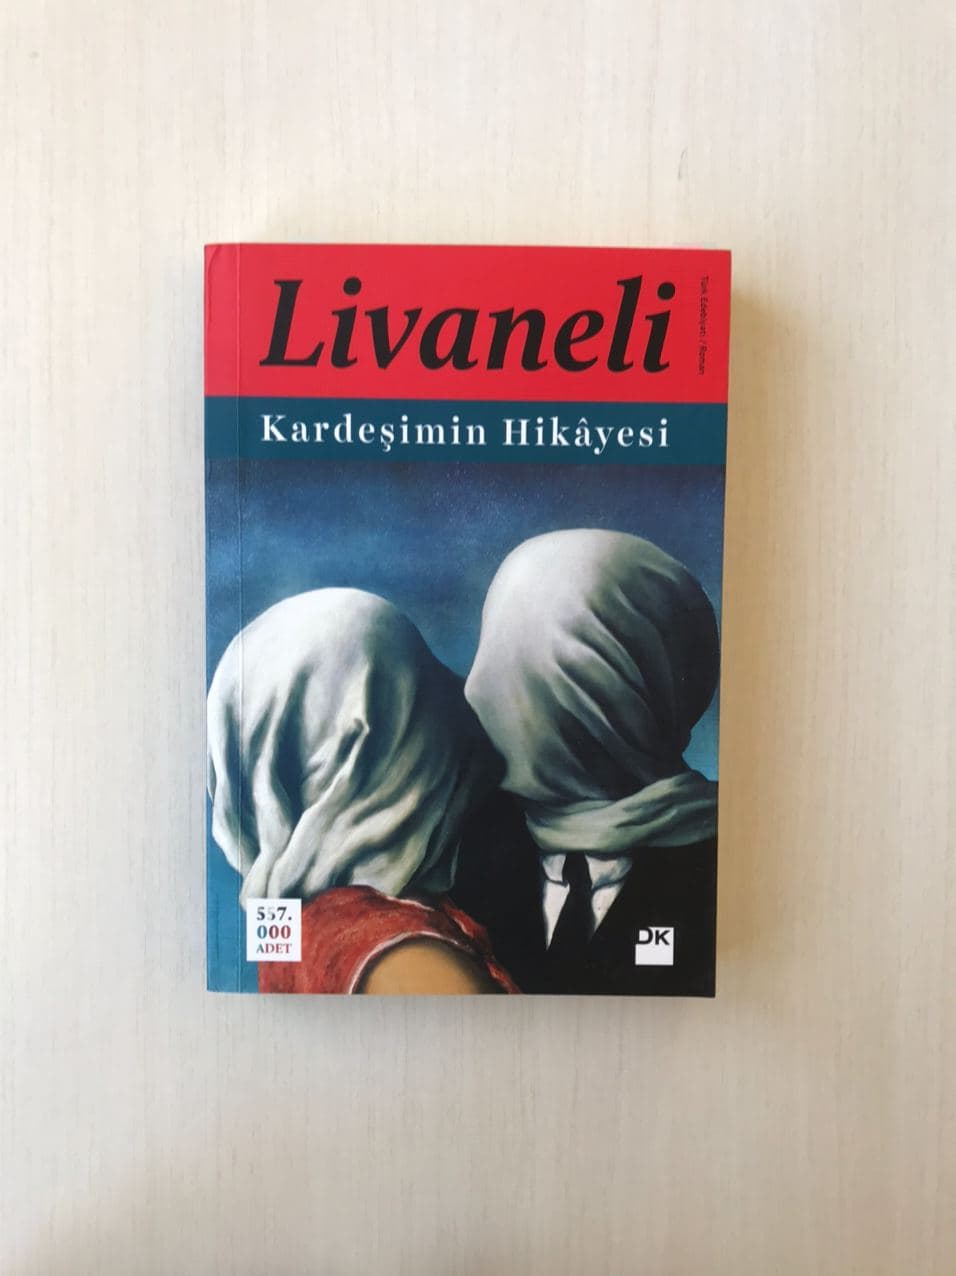 Livaneli
Türk Edebiyatı / Roman
Kardeşimin Hikâyesi
557.
000
ADET
DK